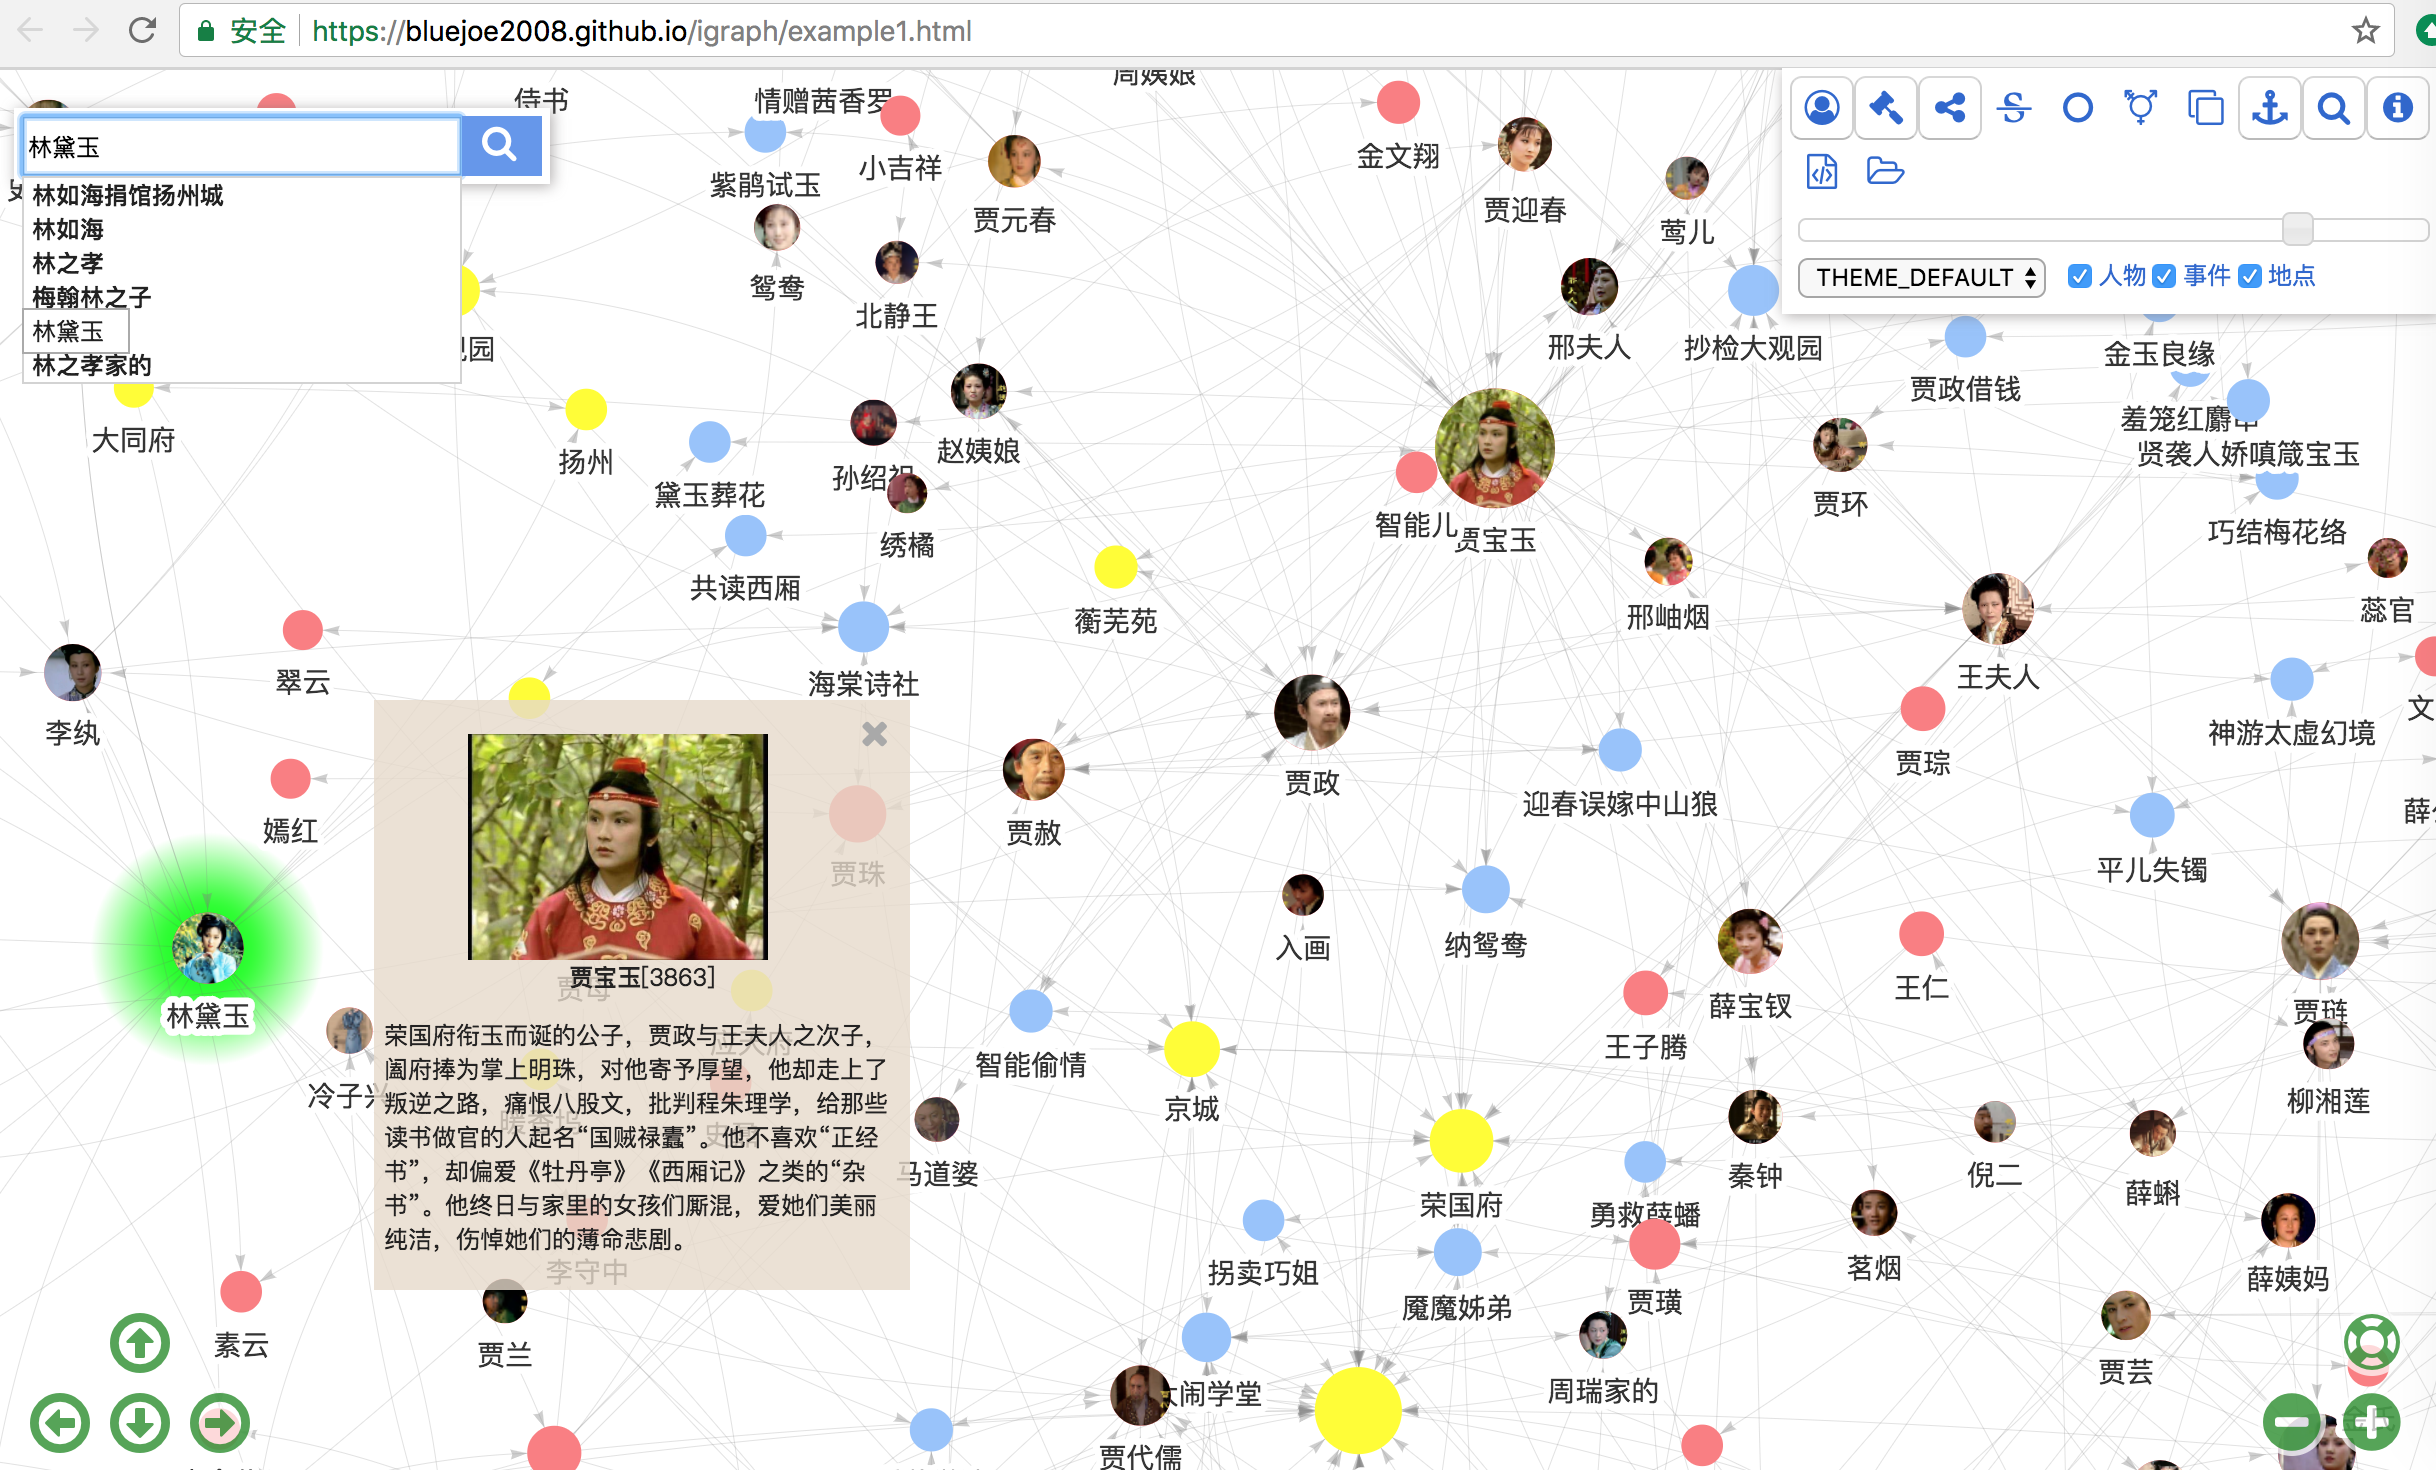 安全 https://bluejoe2008.github.io/igraph/example1.html
周姨娘
侍书
情赠茜香罗
林黛玉
林如海捐馆扬州城
林如海
林之孝
梅翰林之子
林黛玉
林之孝家的
THEME_DEFAULT 人物 事件 地点
紫鹃试玉
小吉祥
贾元春
金文翔
贾迎春
莺儿
鸳鸯
北静王
邢夫人
抄检大观园
金玉良缘
贾政借钱
大同府
扬州
赵姨娘
羞笼红麝串
贤袭人娇嗔箴宝玉
黛玉葬花
孙绍祖
绣橘
智能儿
贾宝玉
贾环
巧结梅花络
共读西厢
蘅芜苑
邢岫烟
蕊官
翠云
海棠诗社
王夫人
李纨
贾政
神游太虚幻境
文
嫣红
贾赦
迎春误嫁中山狼
贾琮
薛
贾珠
平儿失镯
入画
纳鸳鸯
林黛玉
贾母
贾宝玉[3863]
薛宝钗
王仁
贾琏
冷子兴
应天府
荣国府衔玉而诞的公子，贾政与王夫人之次子，
阖府捧为掌上明珠，对他寄予厚望，他却走上了
叛逆之路，痛恨八股文，批判程朱理学，给那些
读书做官的人起名“国贼禄蠹”。他不喜欢“正经
书”，却偏爱《牡丹亭》《西厢记》之类的“杂
书”。他终日与家里的女孩们厮混，爱她们美丽
纯洁，伤悼她们的薄命悲剧。
暖香坞
李守中
智能偷情
王子腾
京城
柳湘莲
马道婆
荣国府
秦钟
倪二
薛蝌
勇救薛蟠
拐卖巧姐
茗烟
薛姨妈
魇魔姊弟
贾璜
素云
贾兰
大闹学堂
周瑞家的
贾芸
贾代儒